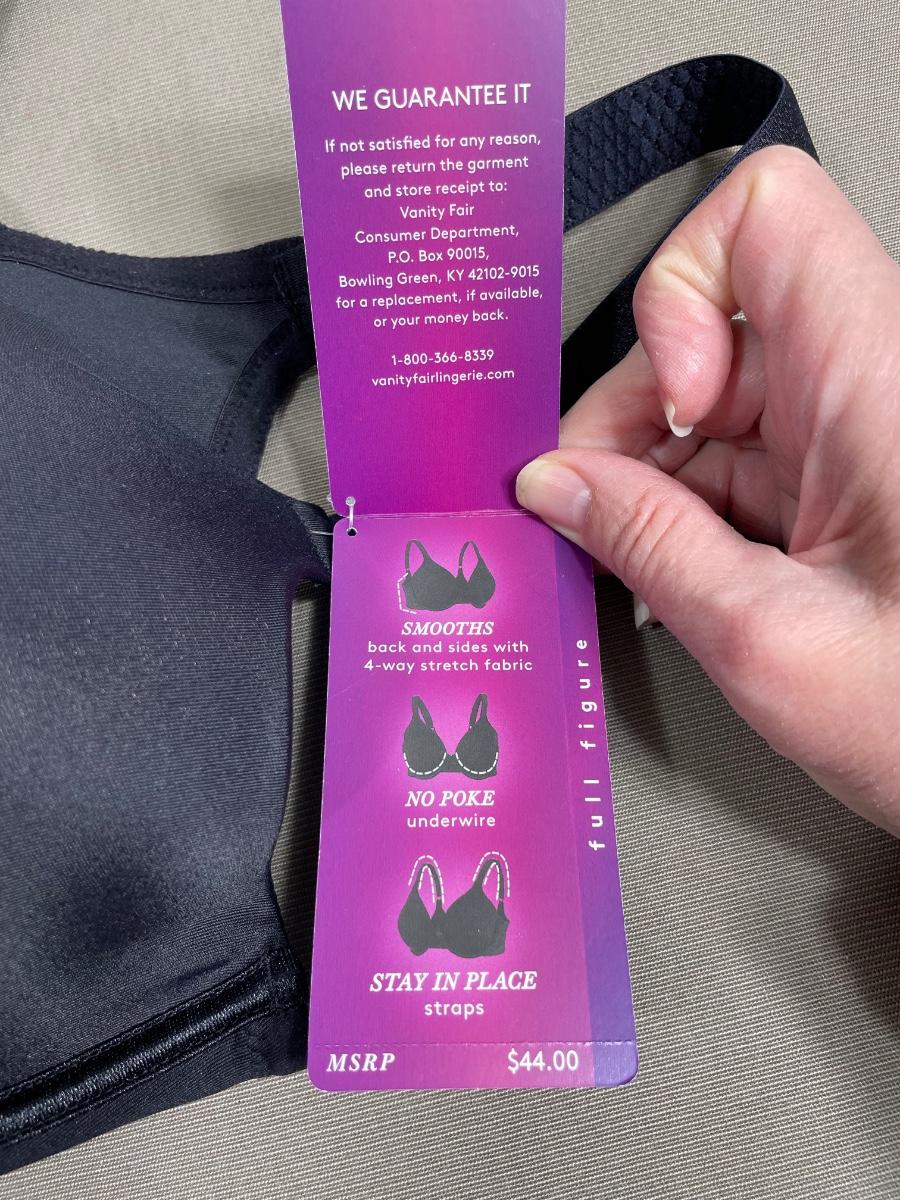 WE GUARANTEE IT
If not satisfied for any reason,
please return the garment
and store receipt to:
Vanity Fair
Consumer Department,
P.O. Box 90015,
Bowling Green, KY 42102-9015
for a replacement, if available,
or your money back.
1-800-366-8339
vanityfairlingerie.com
SMOOTHS
back and sides with
4-way stretch fabric
NO POKE
underwire
STAY IN PLACE
straps
full figure
MSRP $44.00